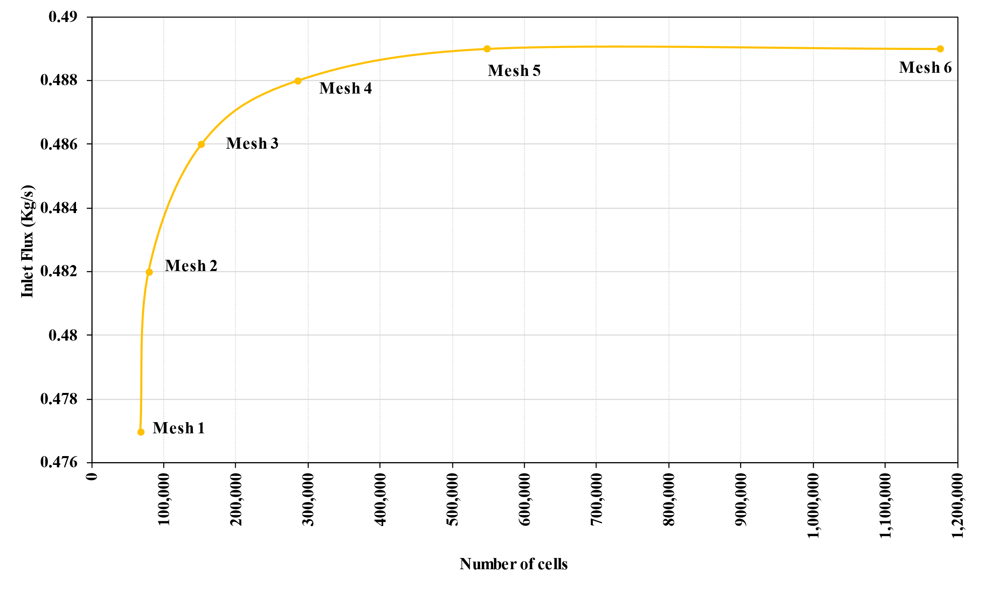 0.49
0.488
0.486
0.484
0.482
0.48
0.478
0.476
Inlet Flux (Kg/s)
Mesh 1
Mesh 2
Mesh 3
Mesh 4
Mesh 5
Mesh 6
0
100,000
200,000
300,000
400,000
500,000
600,000
700,000
800,000
900,000
1,000,000
1,100,000
1,200,000
Number of cells